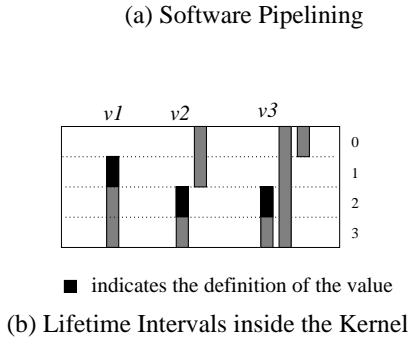 (a) Software Pipelining
v1 v2 v3
0
1
2
3
indicates the definition of the value
(b) Lifetime Intervals inside the Kernel